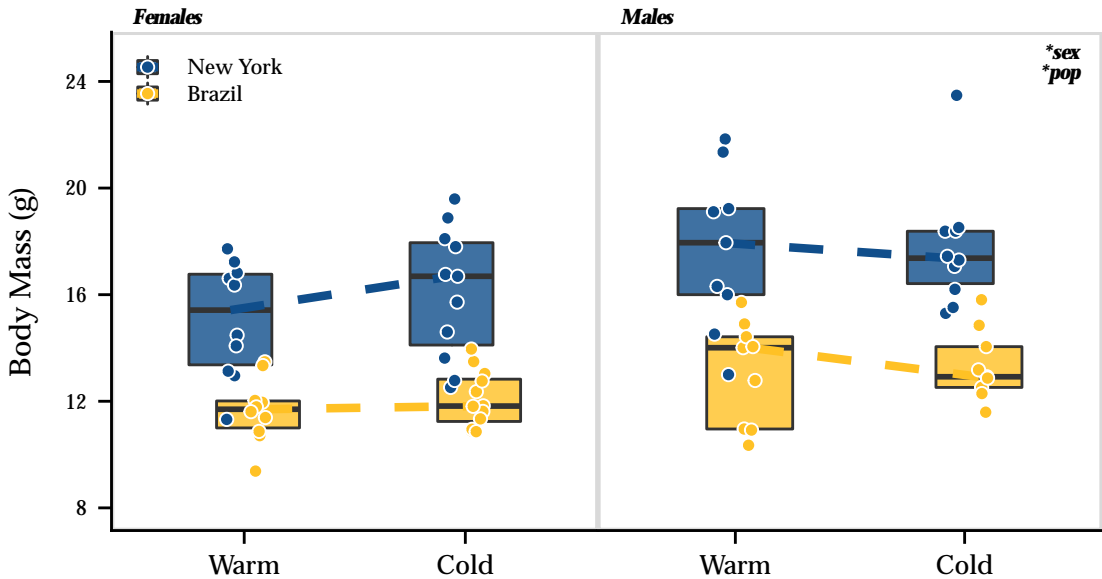 Females
Males
*sex
*pop
New York
Brazil
Body Mass (g)
24
20
16
12
8
Warm
Cold
Warm
Cold